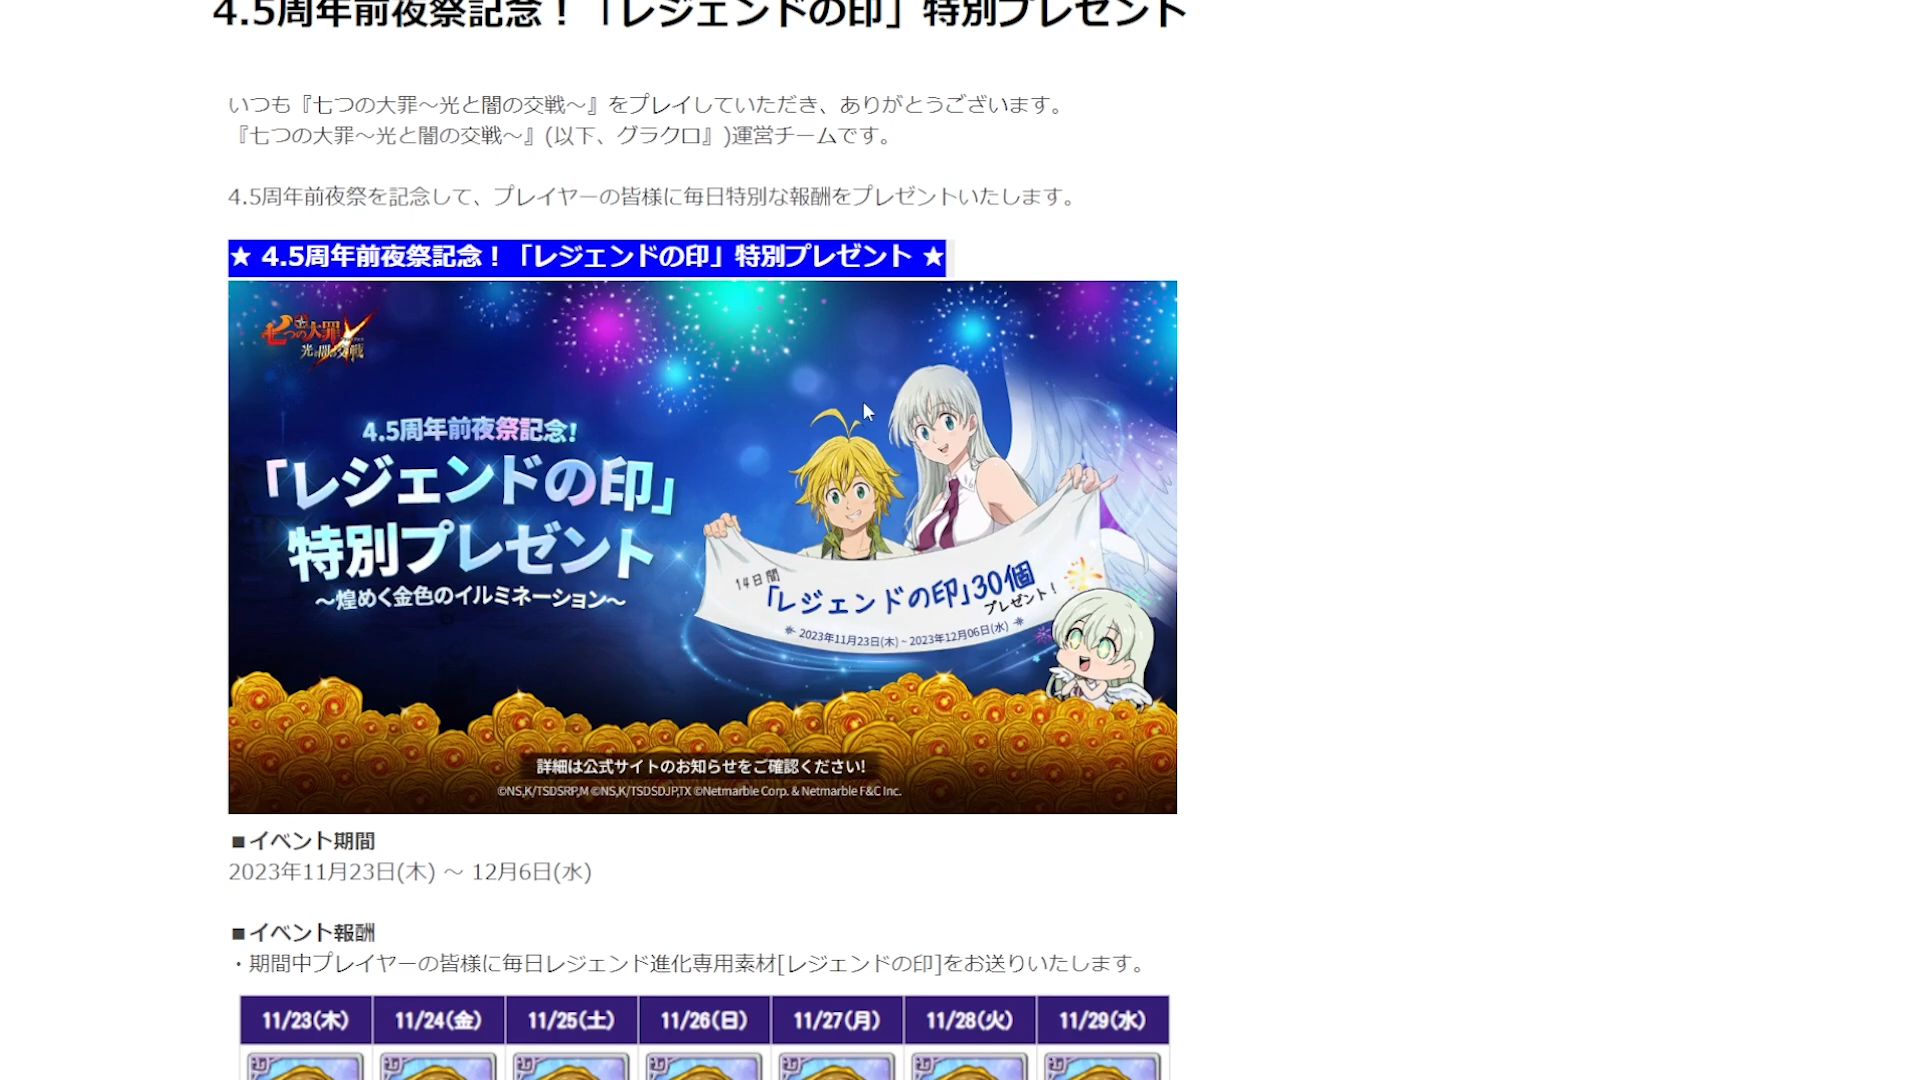 4.5周年前夜祭記念！「レジェンドの印」特別プレゼント
いつも『七つの大罪～光と闇の交戦～』をプレイしていただき、ありがとうございます。
『七つの大罪～光と闇の交戦～』(以下、グラクロ』)運営チームです。
4.5周年前夜祭を記念して、プレイヤーの皆様に毎日特別な報酬をプレゼントいたします。
★ 4.5周年前夜祭記念！「レジェンドの印」特別プレゼント ★
七つの大罪
光と闇の交戦
4.5周年前夜祭記念!
「レジェンドの印」
特別プレゼント
～煌めく金色のイルミネーション～
14日間
「レジェンドの印」30個
プレゼント!
2023年11月23日(木) ~ 2023年12月06日(水)
詳細は公式サイトのお知らせをご確認ください!
©NS,K/TSDSRP,M ©NS,K/TSDSDJP,TX ©Netmarble Corp. & Netmarble F&C Inc.
■イベント期間
2023年11月23日(木) ～ 12月6日(水)
■イベント報酬
・期間中プレイヤーの皆様に毎日レジェンド進化専用素材[レジェンドの印]をお送りいたします。
11/23(木) 11/24(金) 11/25(土) 11/26(日) 11/27(月) 11/28(火) 11/29(水)